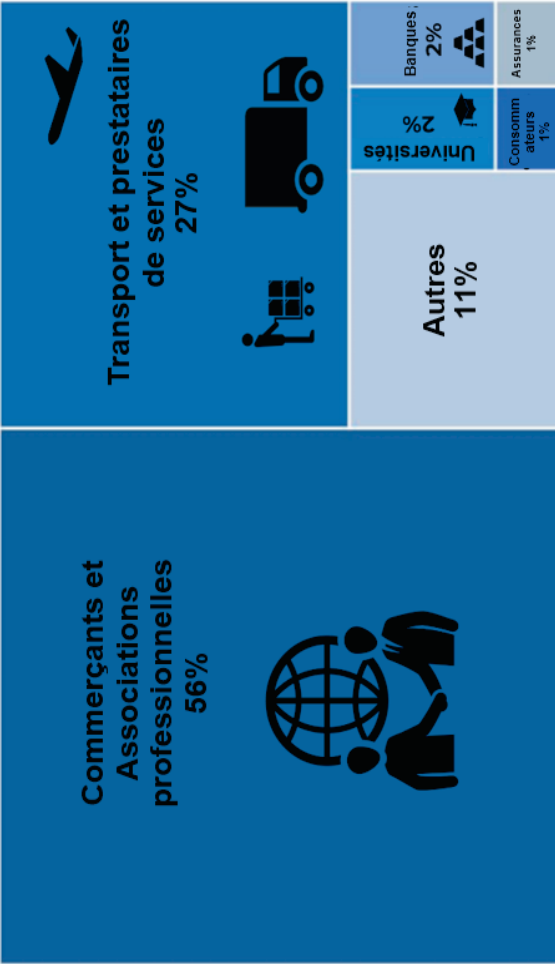 Commerçants et
Associations
professionnelles
56%
Transport et prestataires
de services
27%
Autres
11%
Banques
2%
Universités
2%
Assurances
1%
Consomm
ateurs
1%